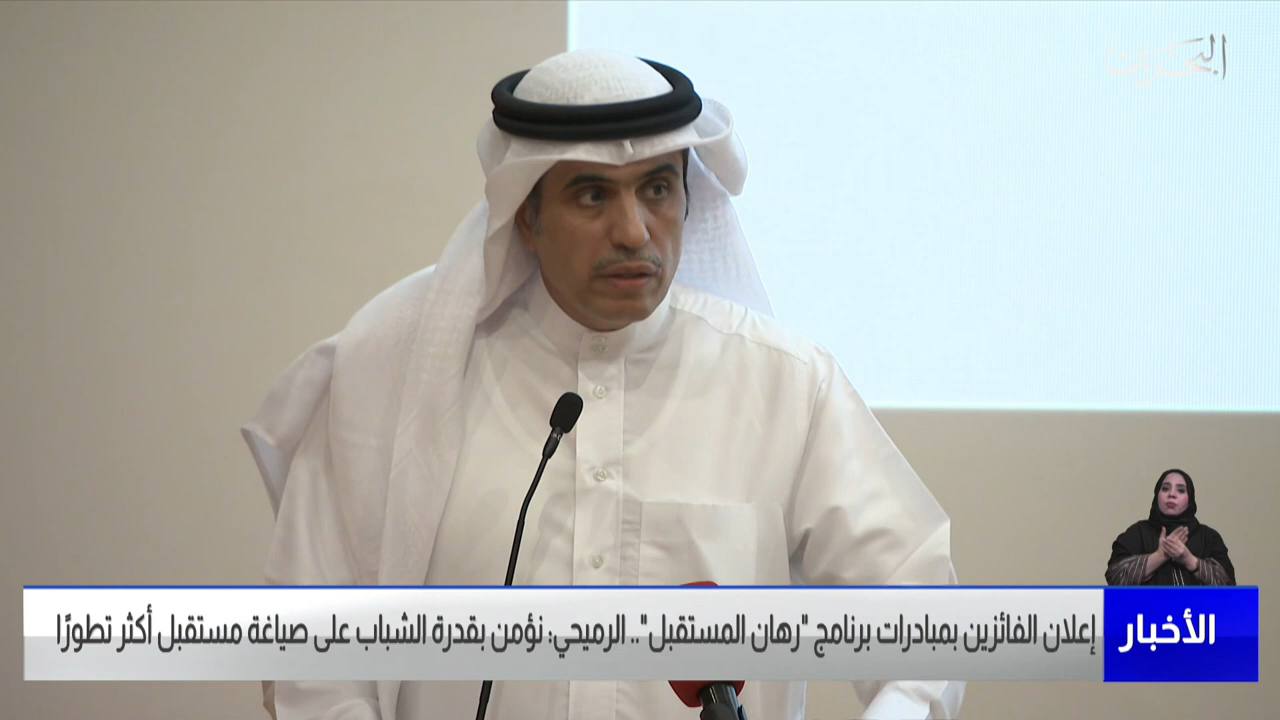 البحرين
الأخبار
إعلان الفائزين بمبادرات برنامج "رهان المستقبل".. الرميحي: نؤمن بقدرة الشباب على صياغة مستقبل أكثر تطورًا